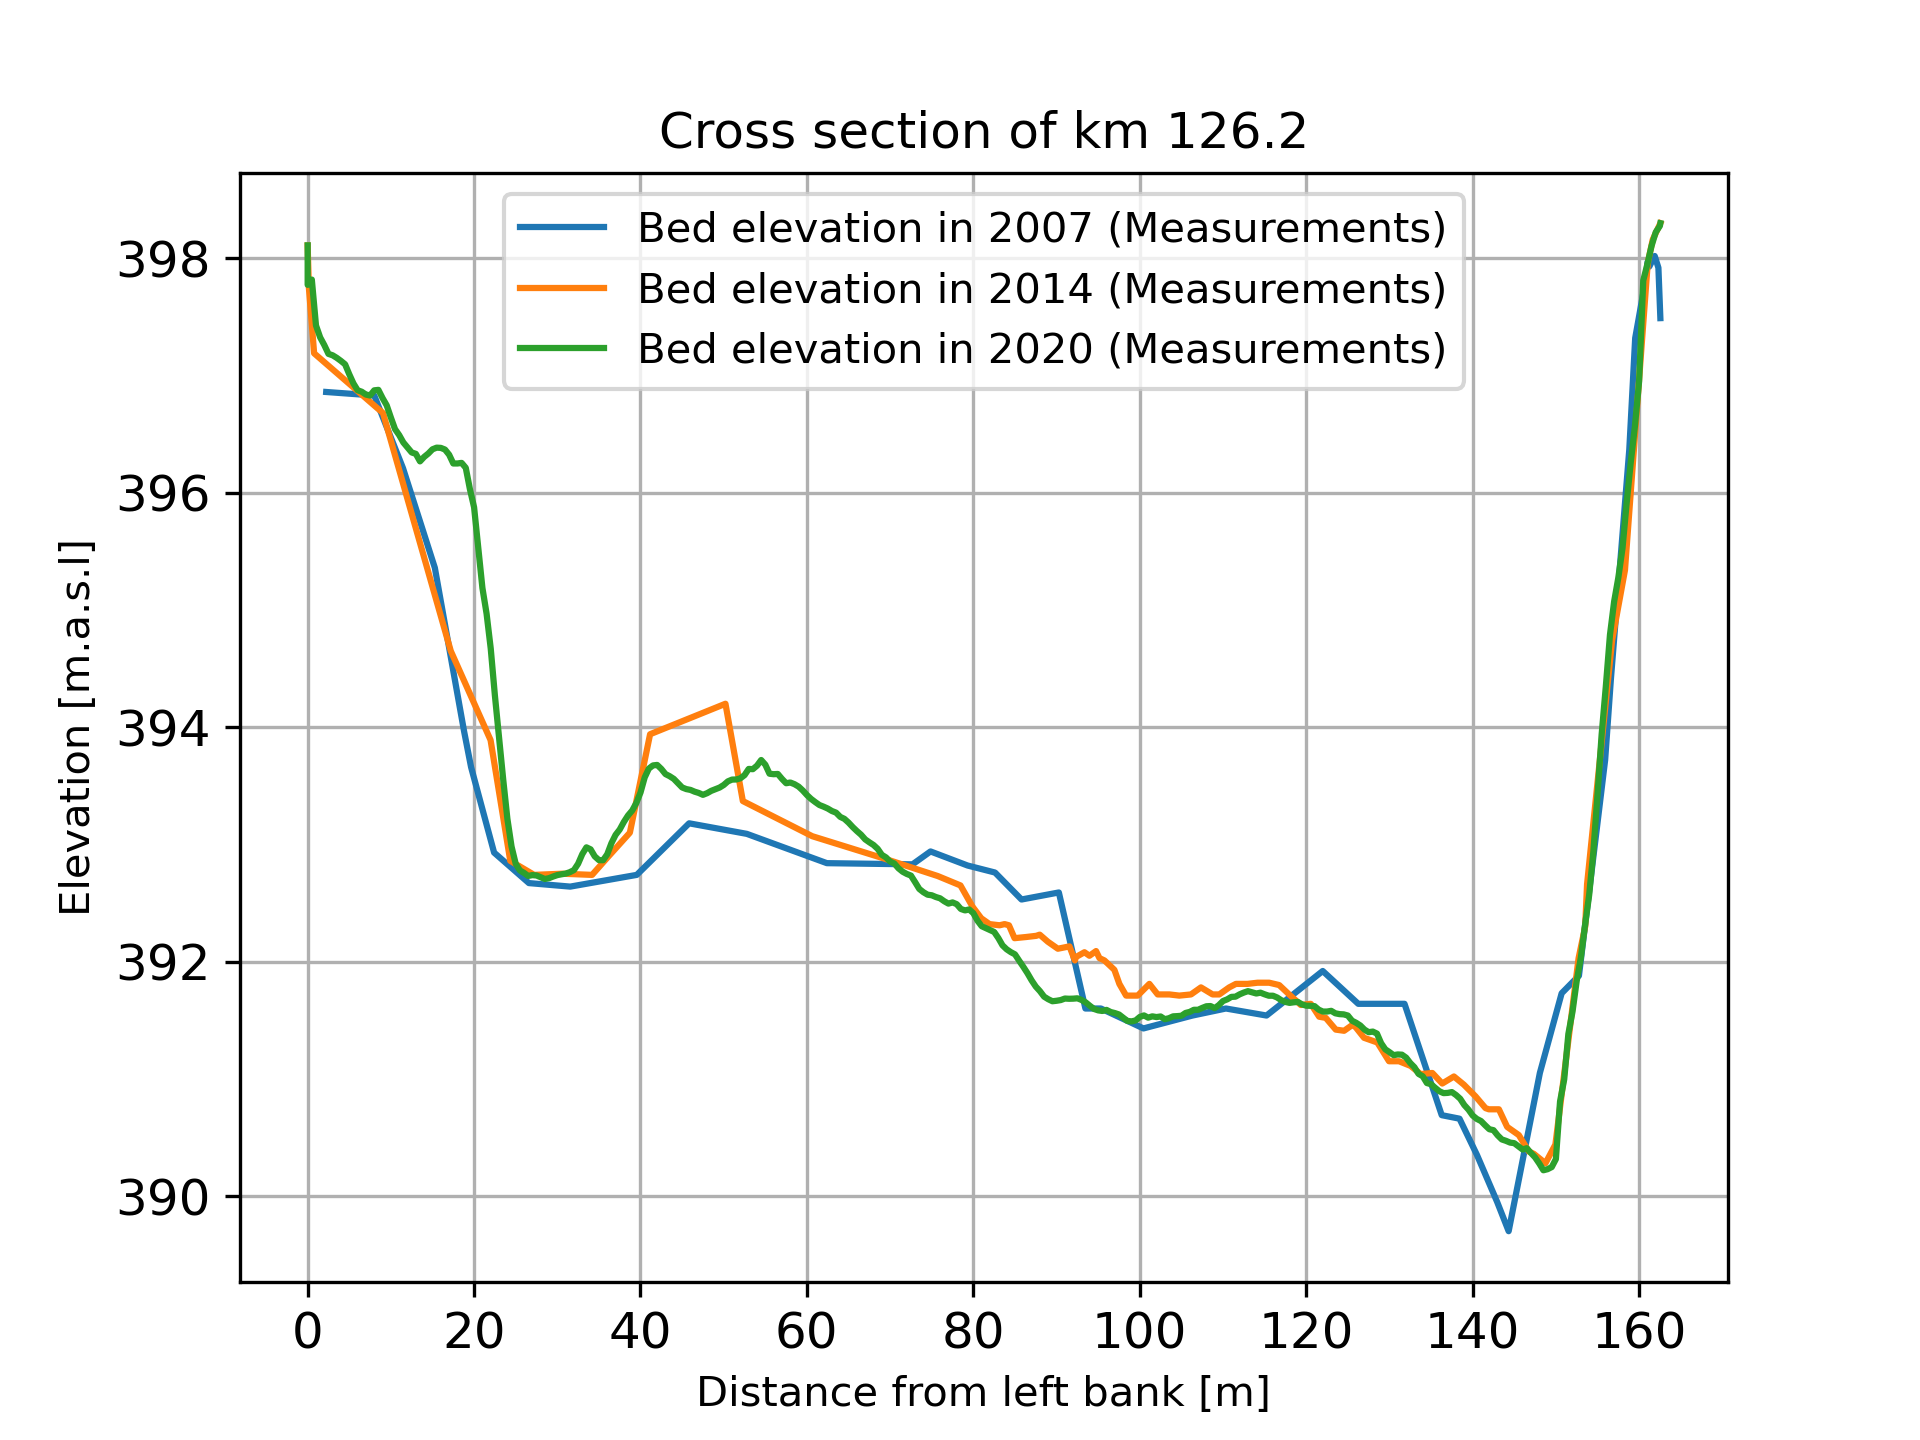 Cross section of km 126.2
Bed elevation in 2007 (Measurements)
Bed elevation in 2014 (Measurements)
Bed elevation in 2020 (Measurements)
398
396
394
392
390
Elevation [m.a.s.l]
0 20 40 60 80 100 120 140 160
Distance from left bank [m]